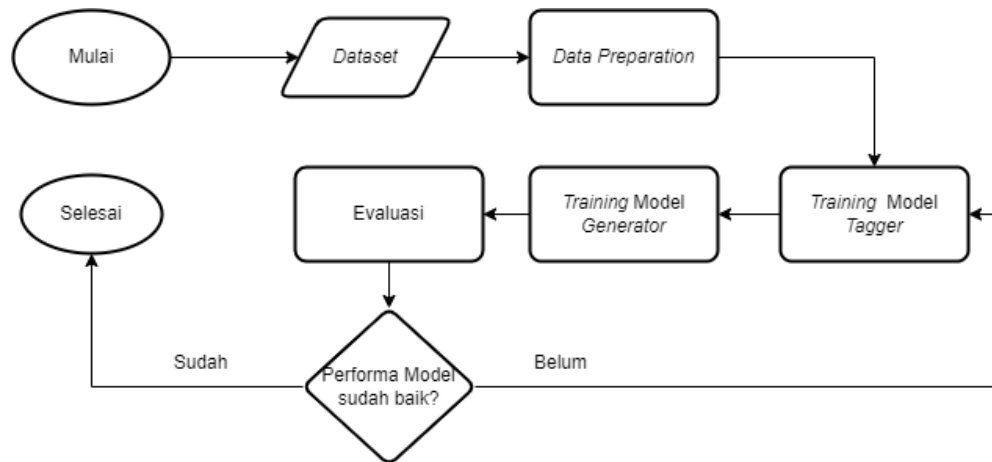 Mulai
Dataset
Data Preparation
Selesai
Evaluasi
Training Model
Generator
Training Model
Tagger
Sudah
Performa Model
sudah baik?
Belum